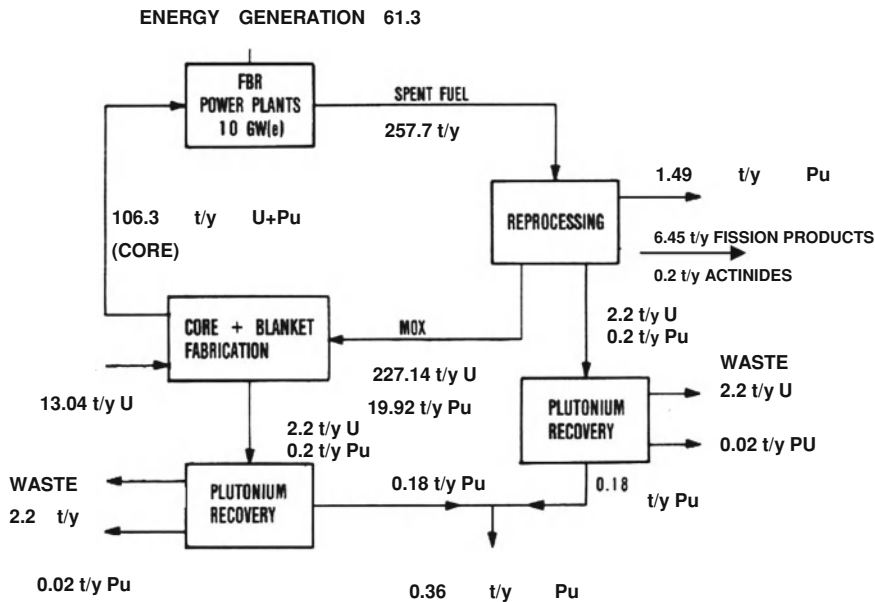 ENERGY GENERATION 61.3
FBR
POWER PLANTS
10 GW(e)
SPENT FUEL
257.7 t/y
1.49 t/y Pu
REPROCESSING
106.3 t/y U+Pu
(CORE)
6.45 t/y FISSION PRODUCTS
0.2 t/y ACTINIDES
CORE + BLANKET
FABRICATION
MOX
2.2 t/y U
0.2 t/y Pu
WASTE
2.2 t/y U
0.02 t/y PU
PLUTONIUM
RECOVERY
227.14 t/y U
19.92 t/y Pu
13.04 t/y U
2.2 t/y U
0.2 t/y Pu
WASTE
2.2 t/y
PLUTONIUM
RECOVERY
0.18 t/y Pu
0.18
t/y Pu
0.02 t/y Pu
0.36 t/y Pu